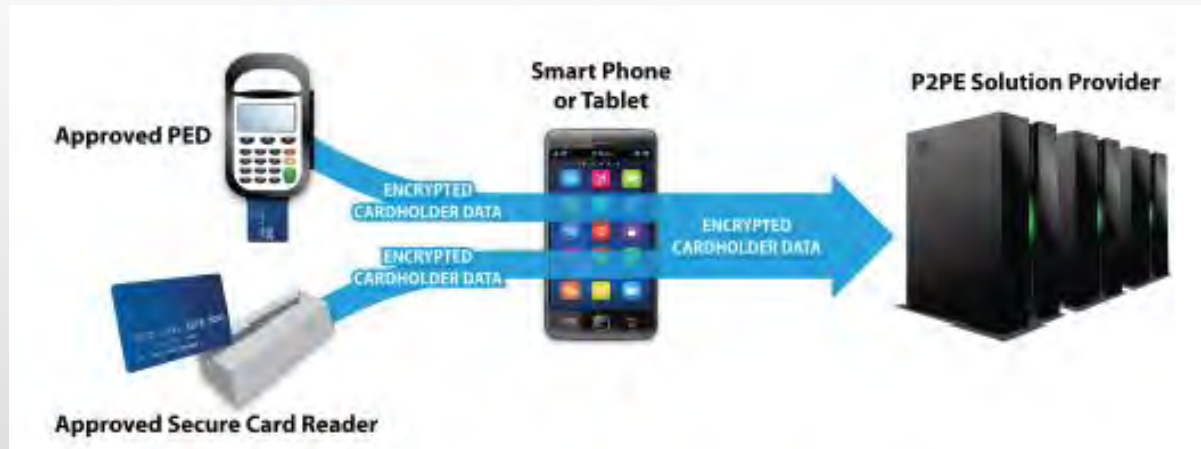 Smart Phone
or Tablet
P2PE Solution Provider
Approved PED
ENCRYPTED
CARDHOLDER DATA
ENCRYPTED
CARDHOLDER DATA
ENCRYPTED
CARDHOLDER DATA
Approved Secure Card Reader